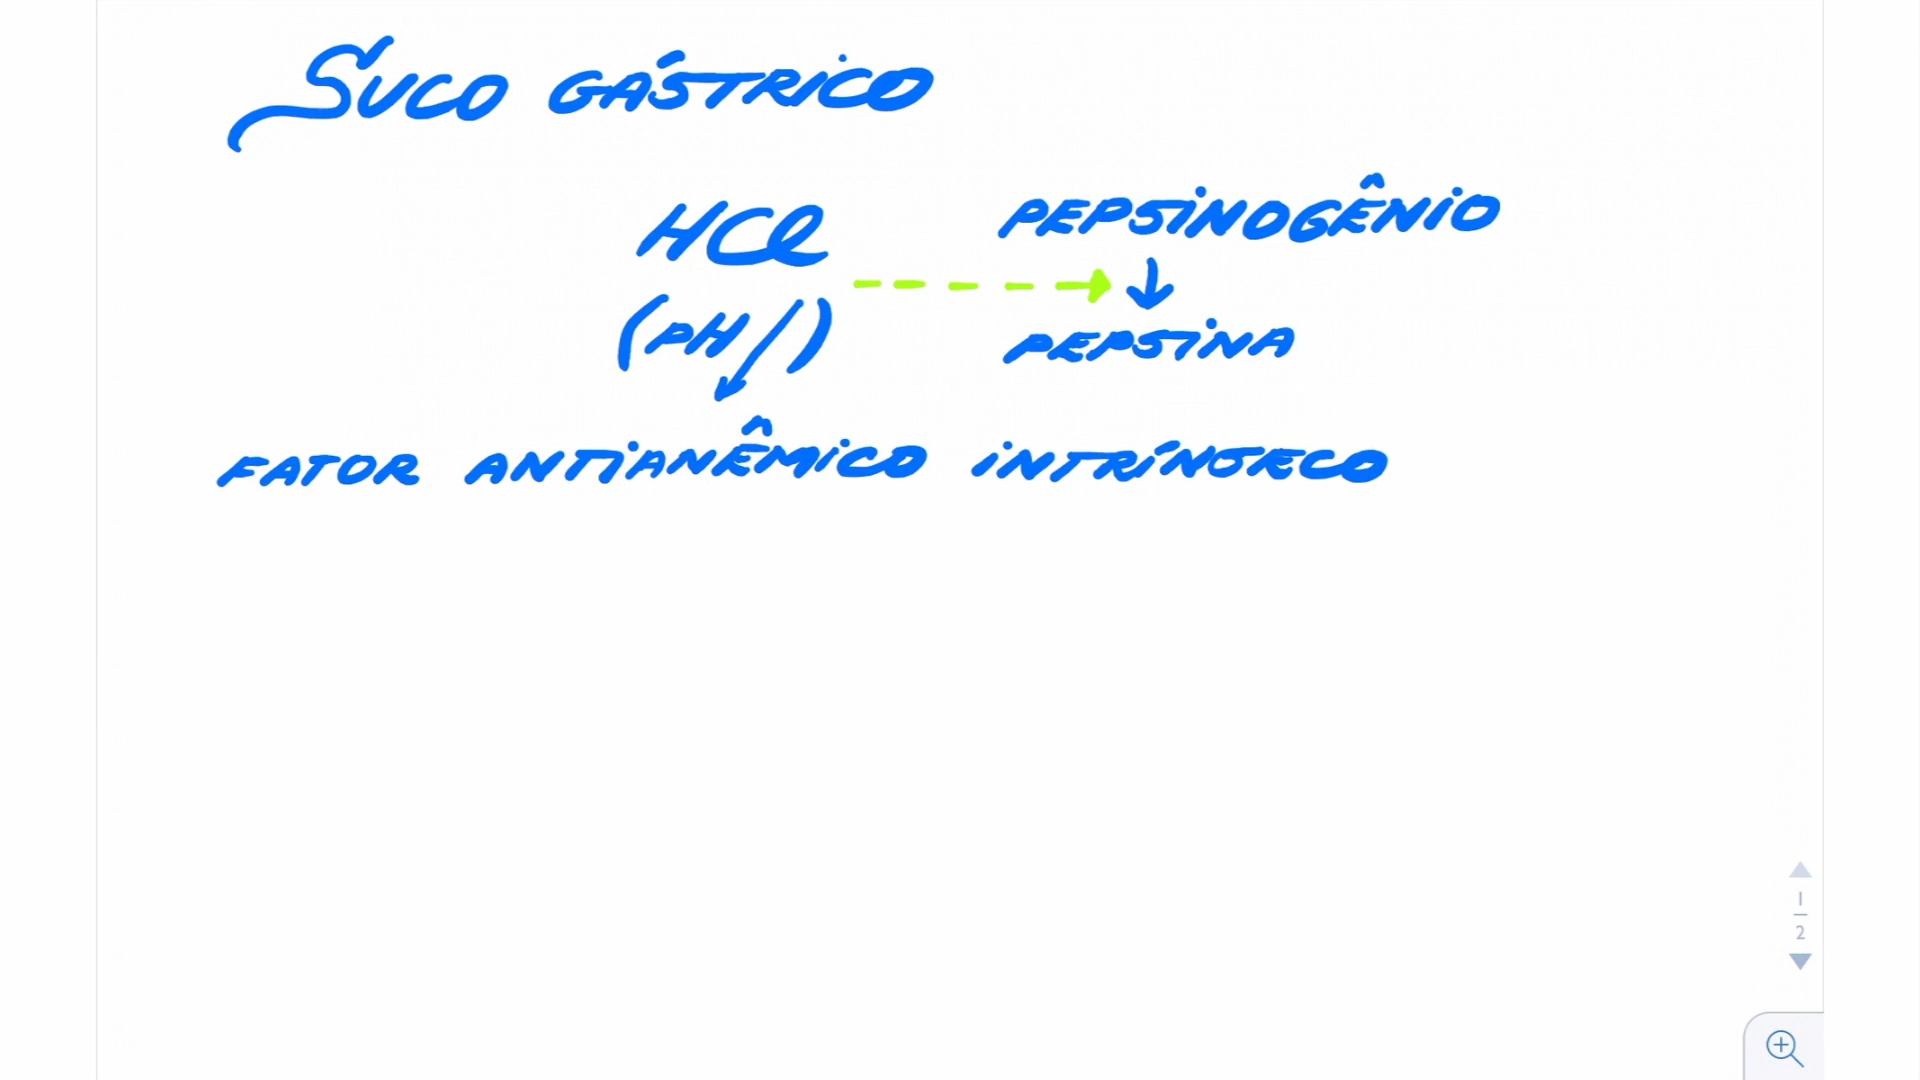 SUCO GÁSTRICO
HCl PEPSINOGÊNIO
(PH↙) ↓
PEPSINA
FATOR ANTIANÊMICO INTRÍNSECO
1
2